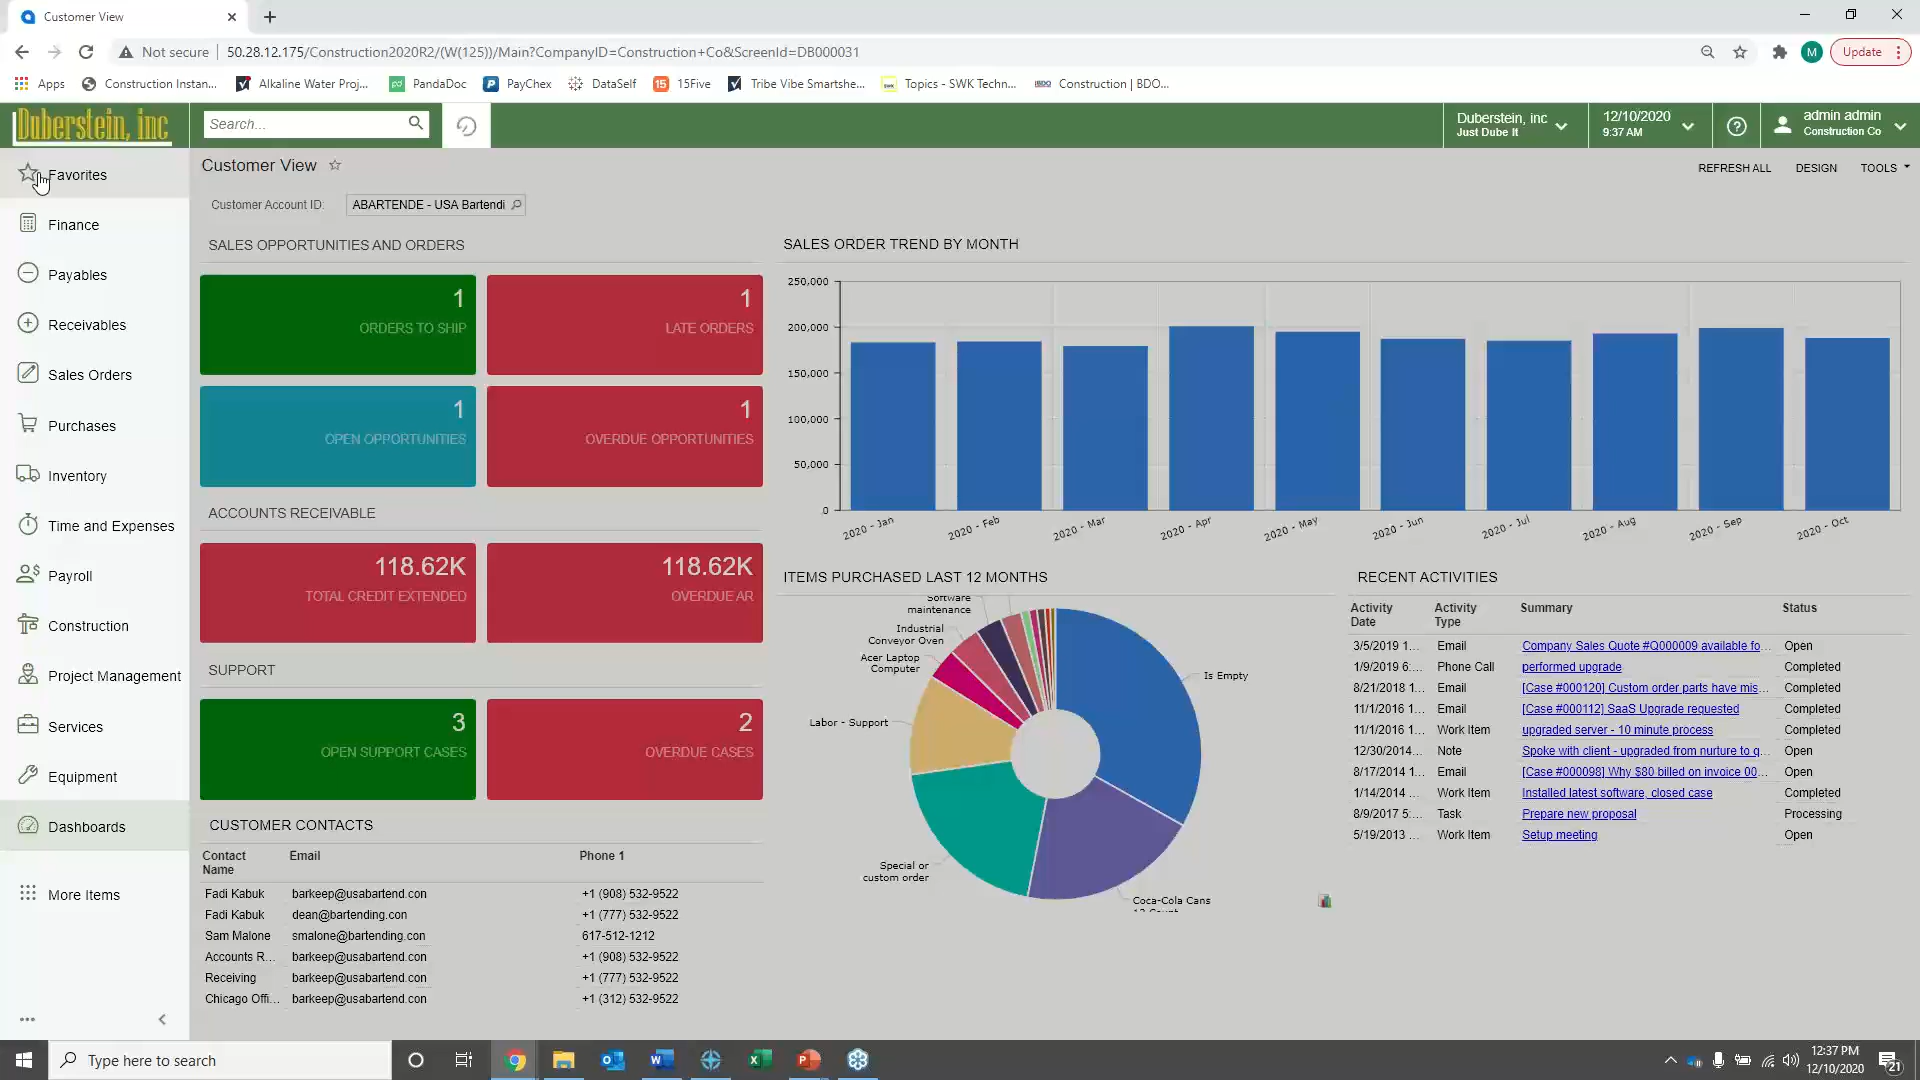 Customer View
Not secure
50.28.12.175/Construction2020R2/(W(125))/Main?CompanyID=Construction+Co&ScreenId=DB000031
M
Update
Apps
Construction Instan...
Alkaline Water Proj...
PandaDoc
PayChex
DataSelf
15Five
Tribe Vibe Smartshe...
Topics - SWK Techn...
Construction | BDO...
Duberstein, inc
Search...
Duberstein, inc
Just Dube It
12/10/2020
9:37 AM
admin admin
Construction Co
Favorites
Finance
Payables
Receivables
Sales Orders
Purchases
Inventory
Time and Expenses
Payroll
Construction
Project Management
Services
Equipment
Dashboards
More Items
Customer View
REFRESH ALL
DESIGN
TOOLS
Customer Account ID:
ABARTENDE - USA Bartendi
SALES OPPORTUNITIES AND ORDERS
1
ORDERS TO SHIP
1
LATE ORDERS
1
OPEN OPPORTUNITIES
1
OVERDUE OPPORTUNITIES
ACCOUNTS RECEIVABLE
118.62K
TOTAL CREDIT EXTENDED
118.62K
OVERDUE AR
SUPPORT
3
OPEN SUPPORT CASES
2
OVERDUE CASES
CUSTOMER CONTACTS
Contact Name Email Phone 1
Fadi Kabuk barkeep@usabartend.con +1 (908) 532-9522
Fadi Kabuk dean@bartending.con +1 (777) 532-9522
Sam Malone smalone@bartending.con 617-512-1212
Accounts R... barkeep@usabartend.con +1 (908) 532-9522
Receiving barkeep@usabartend.con +1 (777) 532-9522
Chicago Offi... barkeep@usabartend.con +1 (312) 532-9522
SALES ORDER TREND BY MONTH
250,000
200,000
150,000
100,000
50,000
0
2020 - Jan
2020 - Feb
2020 - Mar
2020 - Apr
2020 - May
2020 - Jun
2020 - Jul
2020 - Aug
2020 - Sep
2020 - Oct
ITEMS PURCHASED LAST 12 MONTHS
Software
maintenance
Industrial
Conveyor Oven
Acer Laptop
Computer
Labor - Support
Special or
custom order
Is Empty
Coca-Cola Cans
12 Count
RECENT ACTIVITIES
Activity Date Activity Type Summary Status
3/5/2019 1... Email Company Sales Quote #Q000009 available fo... Open
1/9/2019 6:... Phone Call performed upgrade Completed
8/21/2018 1... Email [Case #000120] Custom order parts have mis... Completed
11/1/2016 1... Email [Case #000112] SaaS Upgrade requested Completed
11/1/2016 1... Work Item upgraded server - 10 minute process Completed
12/30/2014... Note Spoke with client - upgraded from nurture to q... Open
8/17/2014 1... Email [Case #000098] Why $80 billed on invoice 00... Open
1/14/2014 ... Work Item Installed latest software, closed case Completed
8/9/2017 5:... Task Prepare new proposal Processing
5/19/2013 ... Work Item Setup meeting Open
Type here to search
12:37 PM
12/10/2020
21